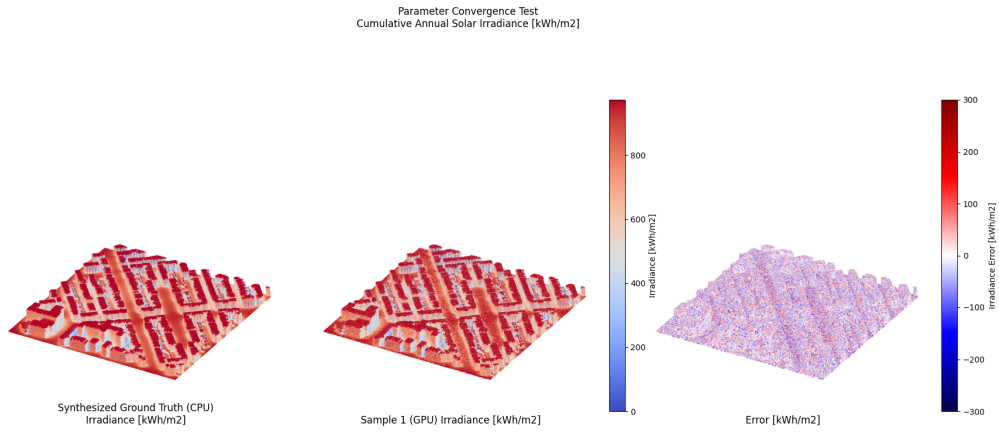 Parameter Convergence Test
Cumulative Annual Solar Irradiance [kWh/m2]
800
600
400
200
0
Irradiance [kWh/m2]
300
200
100
0
−100
−200
−300
Irradiance Error [kWh/m2]
Synthesized Ground Truth (CPU)
Irradiance [kWh/m2]
Sample 1 (GPU) Irradiance [kWh/m2]
Error [kWh/m2]